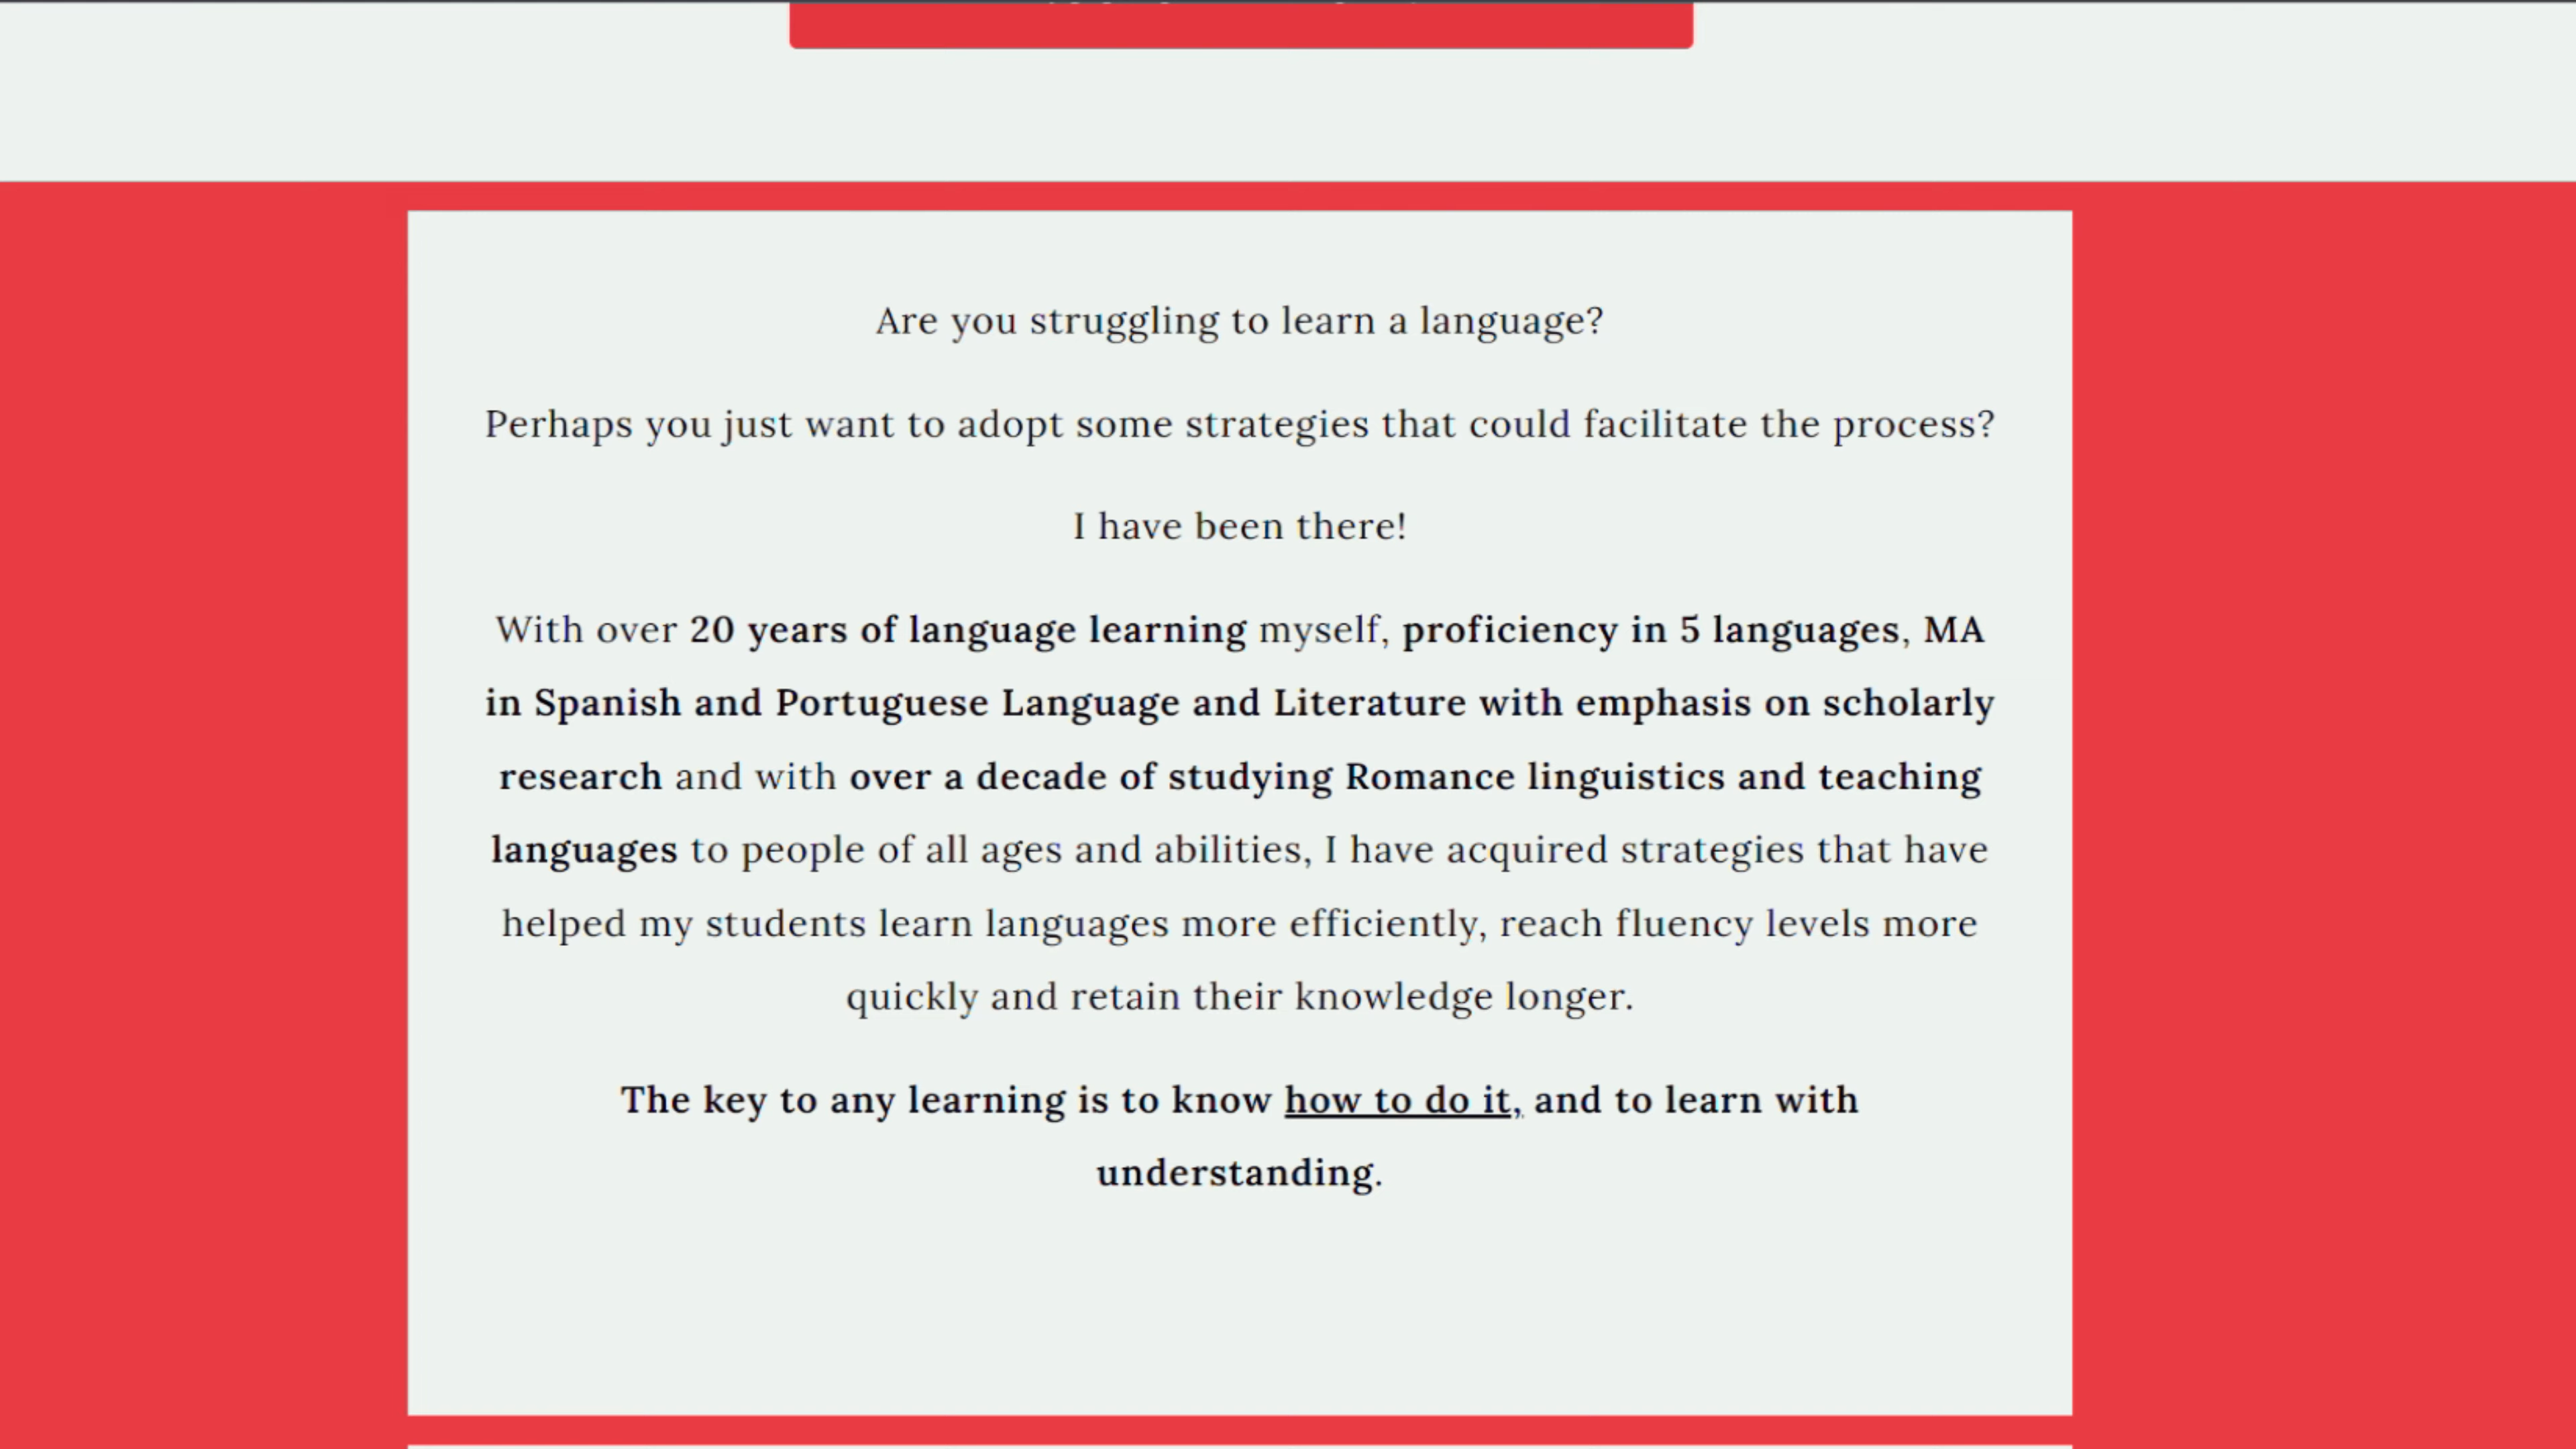 Are you struggling to learn a language?
Perhaps you just want to adopt some strategies that could facilitate the process?
I have been there!
With over 20 years of language learning myself, proficiency in 5 languages, MA
in Spanish and Portuguese Language and Literature with emphasis on scholarly
research and with over a decade of studying Romance linguistics and teaching
languages to people of all ages and abilities, I have acquired strategies that have
helped my students learn languages more efficiently, reach fluency levels more
quickly and retain their knowledge longer.
The key to any learning is to know how to do it, and to learn with
understanding.